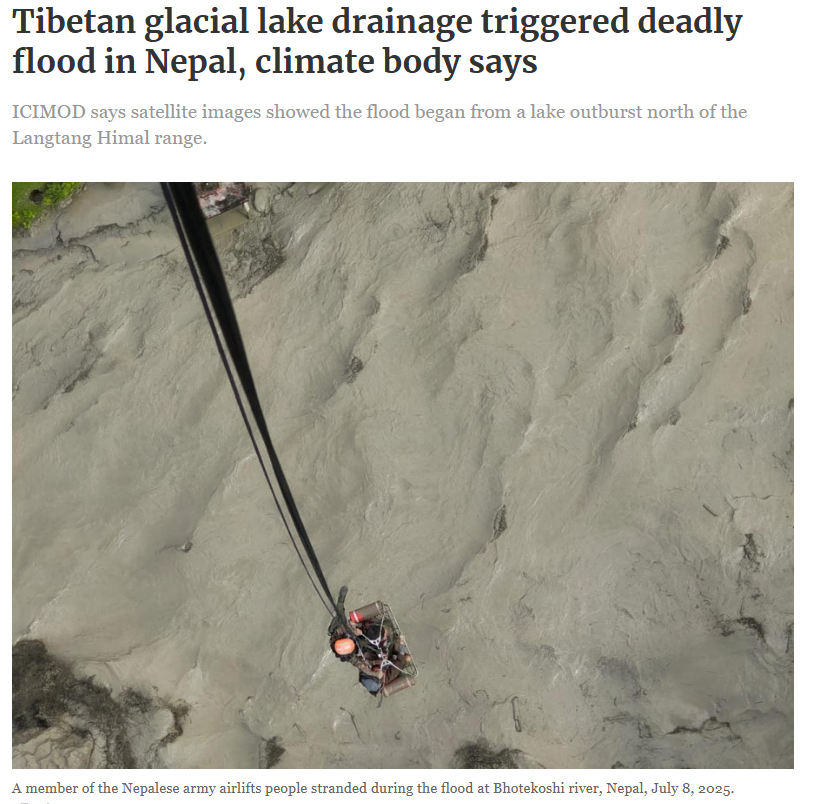 Tibetan glacial lake drainage triggered deadly
flood in Nepal, climate body says
ICIMOD says satellite images showed the flood began from a lake outburst north of the
Langtang Himal range.
A member of the Nepalese army airlifts people stranded during the flood at Bhotekoshi river, Nepal, July 8, 2025.